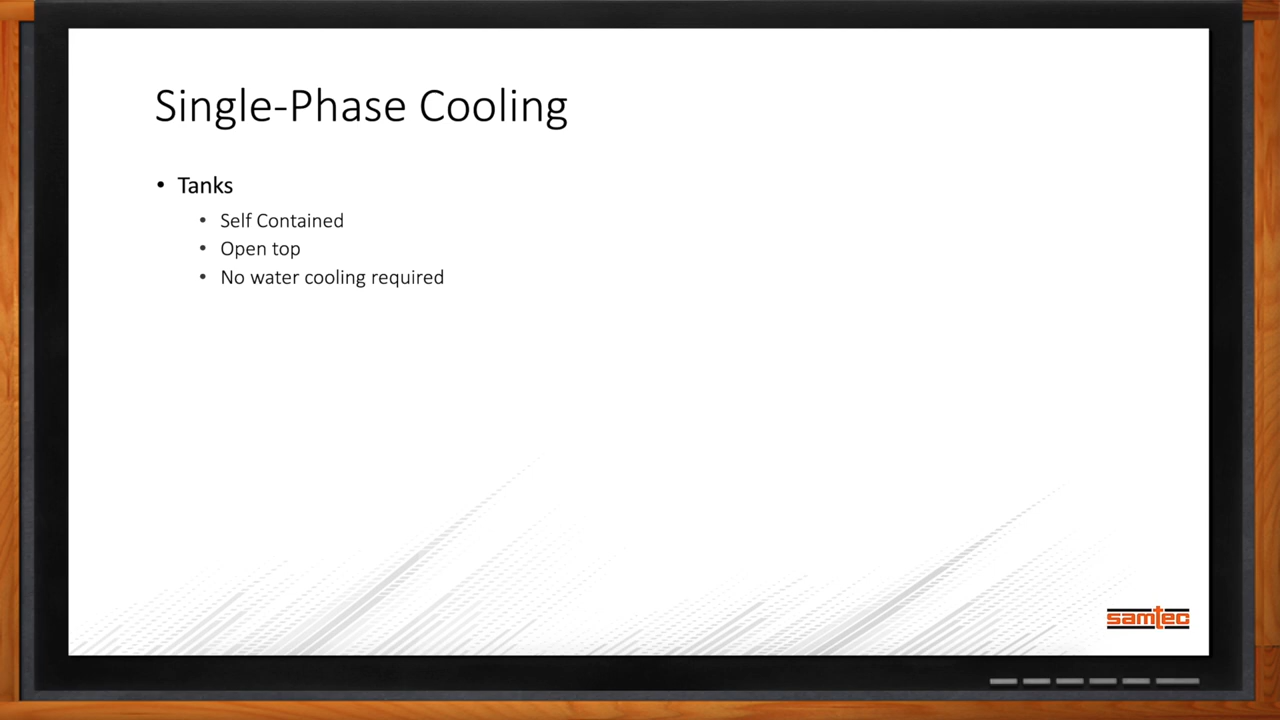 Single-Phase Cooling
• Tanks
• Self Contained
• Open top
• No water cooling required
samtec